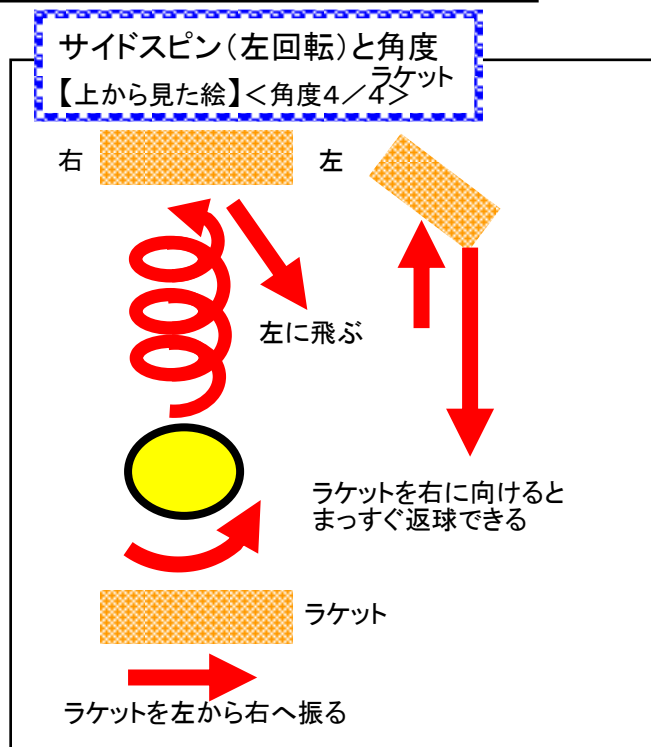 サイドスピン(左回転)と角度
ラケット
【上から見た絵】<角度4/4>
右
左
左に飛ぶ
ラケットを右に向けると
まっすぐ返球できる
ラケット
ラケットを左から右へ振る